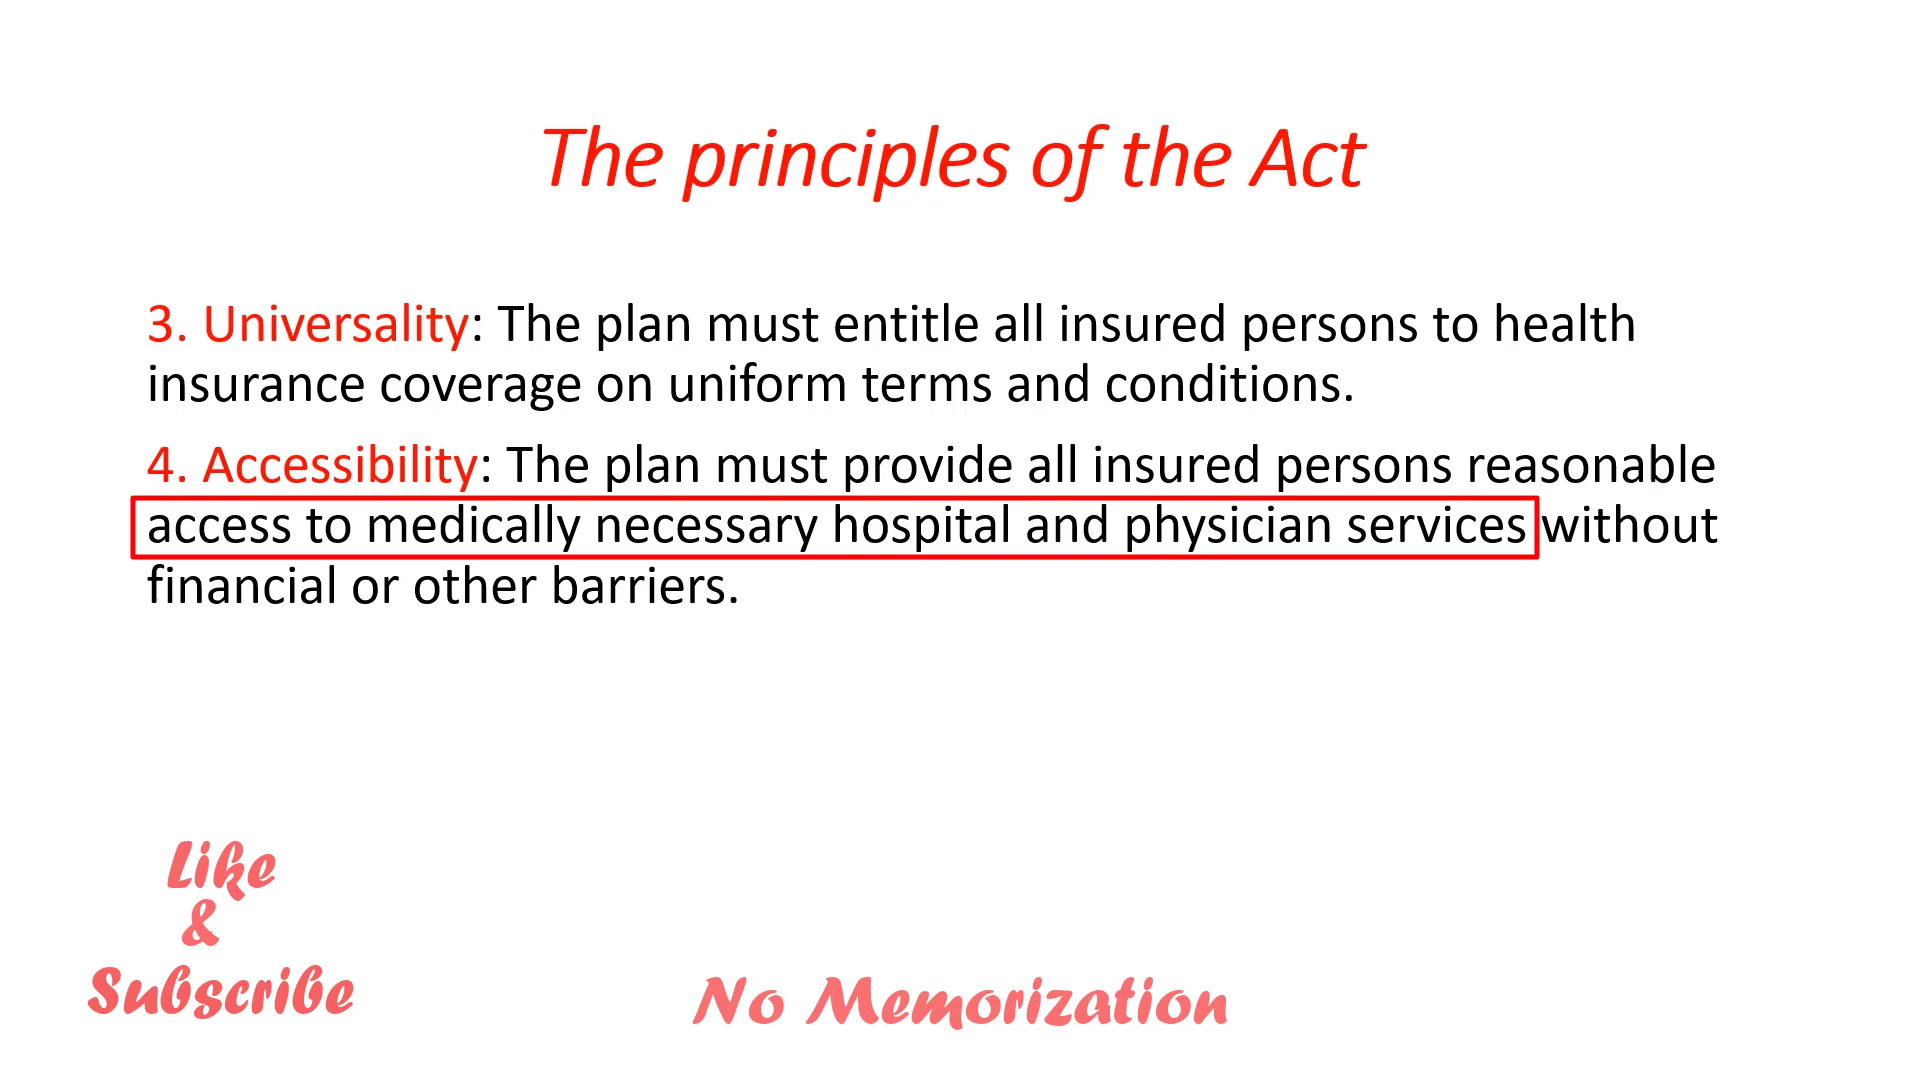 The principles of the Act
3. Universality: The plan must entitle all insured persons to health
insurance coverage on uniform terms and conditions.
4. Accessibility: The plan must provide all insured persons reasonable
access to medically necessary hospital and physician services without
financial or other barriers.
Like
&
Subscribe
No Memorization